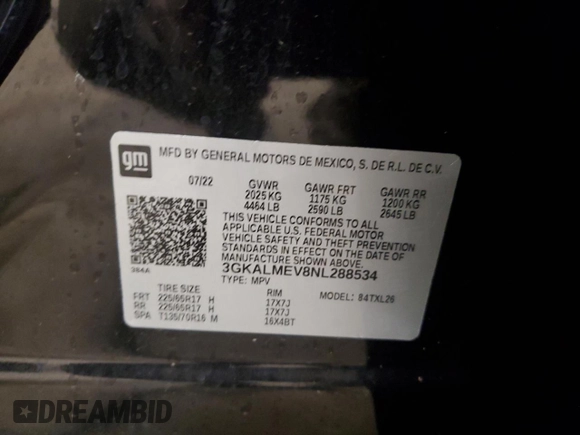 gm
MFD BY GENERAL MOTORS DE MEXICO, S. DE R.L. DE C.V.
07/22 GVWR GAWR FRT GAWR RR
2025 KG 1175 KG 1200 KG
4464 LB 2590 LB 2645 LB
THIS VEHICLE CONFORMS TO ALL
APPLICABLE U.S. FEDERAL MOTOR
VEHICLE SAFETY AND THEFT PREVENTION
STANDARDS IN EFFECT ON THE DATE OF
MANUFACTURE SHOWN ABOVE.
384A
3GKALMEV8NL288534
TYPE: MPV
TIRE SIZE RIM MODEL: 84TXL26
FRT 225/65R17 H 17X7J
RR 225/65R17 H 17X7J
SPA T135/70R16 M 16X4BT
DREAMBID